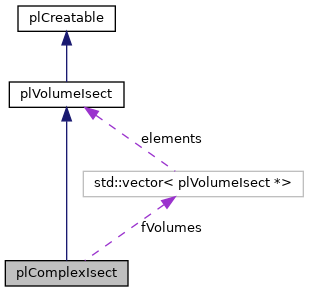 plCreatable
plVolumeIsect
elements
std::vector< plVolumeIsect *>
fVolumes
plComplexIsect